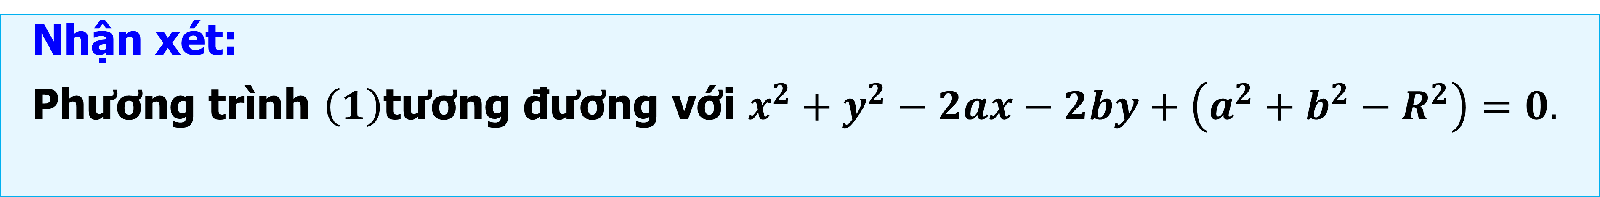 Nhận xét:
Phương trình (1)tương đương với x² + y² − 2ax − 2by + (a² + b² − R²) = 0.